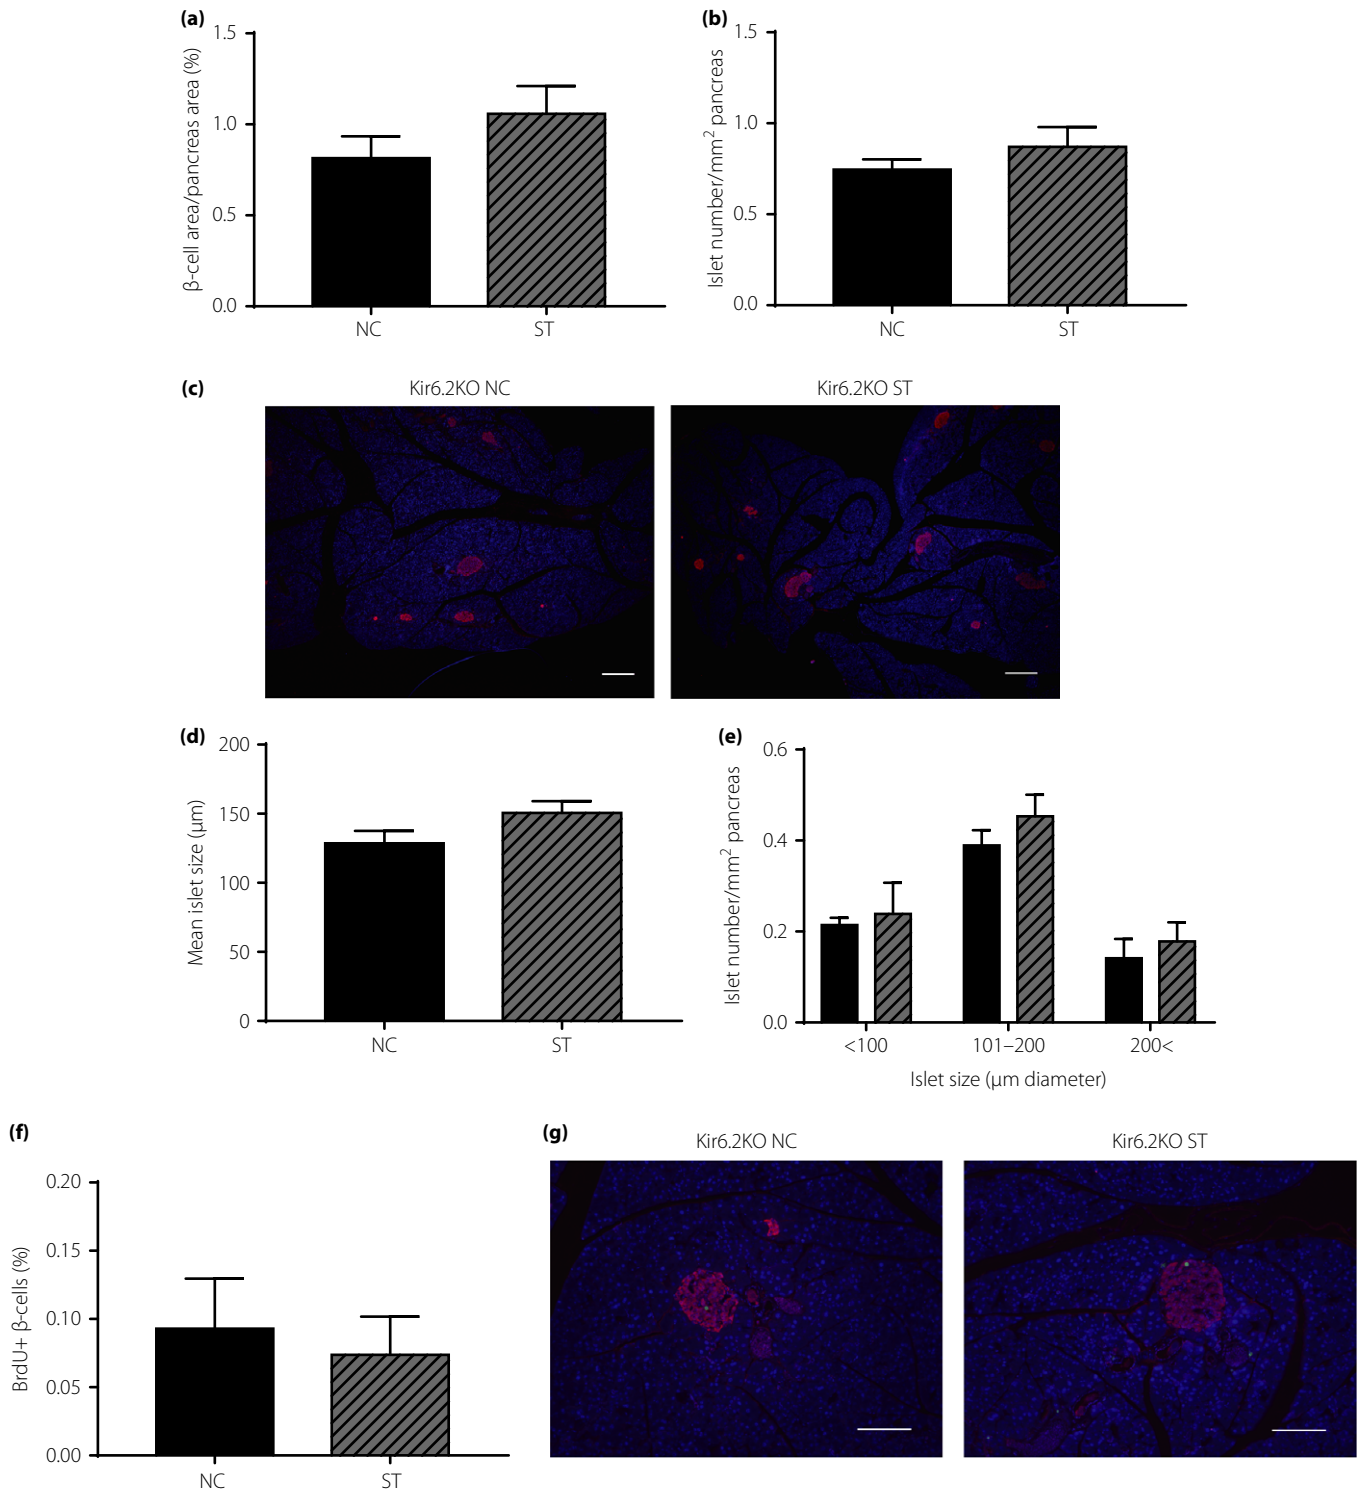 (a)
β-cell area/pancreas area (%)
1.5
1.0
0.5
0.0
NC ST
(b)
Islet number/mm² pancreas
1.5
1.0
0.5
0.0
NC ST
(c)
Kir6.2KO NC Kir6.2KO ST
(d)
Mean islet size (μm)
200
150
100
50
0
NC ST
(e)
Islet number/mm² pancreas
0.6
0.4
0.2
0.0
<100 101–200 200<
Islet size (μm diameter)
(f)
BrdU+ β-cells (%)
0.20
0.15
0.10
0.05
0.00
NC ST
(g)
Kir6.2KO NC Kir6.2KO ST